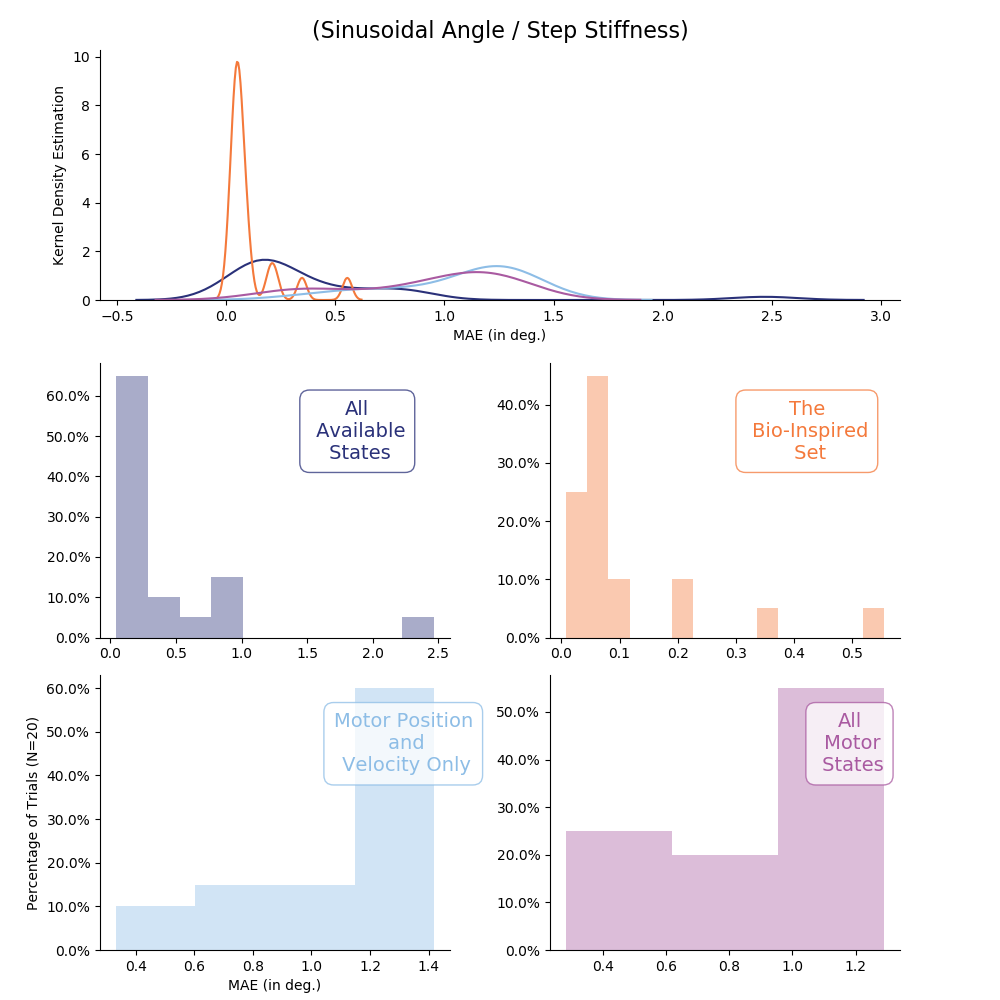 (Sinusoidal Angle / Step Stiffness)
Kernel Density Estimation
10
8
6
4
2
0
−0.5 0.0 0.5 1.0 1.5 2.0 2.5 3.0
MAE (in deg.)
60.0%
50.0%
40.0%
30.0%
20.0%
10.0%
0.0%
All
Available
States
0.0 0.5 1.0 1.5 2.0 2.5
40.0%
30.0%
20.0%
10.0%
0.0%
The
Bio-Inspired
Set
0.0 0.1 0.2 0.3 0.4 0.5
Percentage of Trials (N=20)
60.0%
50.0%
40.0%
30.0%
20.0%
10.0%
0.0%
Motor Position
and
Velocity Only
0.4 0.6 0.8 1.0 1.2 1.4
MAE (in deg.)
50.0%
40.0%
30.0%
20.0%
10.0%
0.0%
All
Motor
States
0.4 0.6 0.8 1.0 1.2